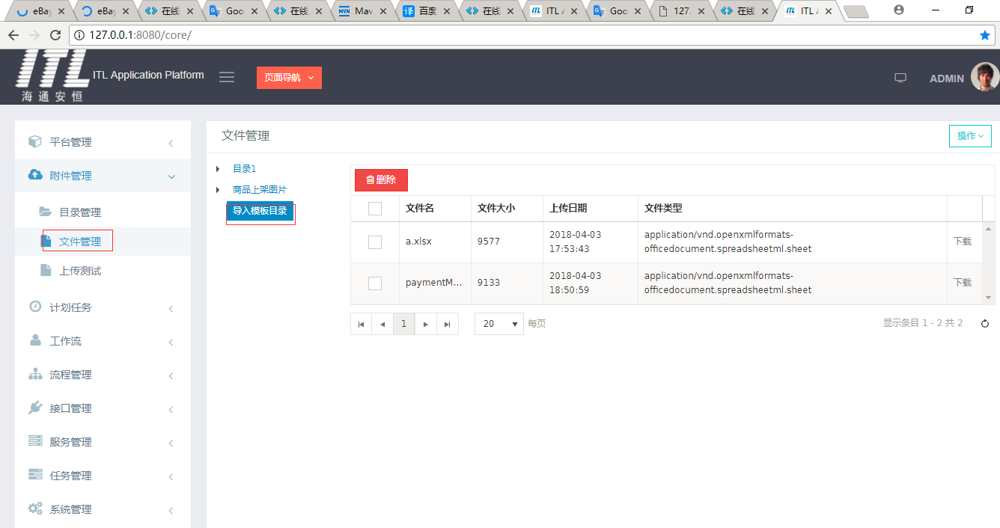 eBay
eBay
在线
Goo
在线
MVN Mav
译 百度
在线
ITL ITL
Goo
127.
在线
ITL ITL
127.0.0.1:8080/core/
ITL
海通安恒
ITL Application Platform
页面导航
ADMIN
平台管理
附件管理
目录管理
文件管理
上传测试
计划任务
工作流
流程管理
接口管理
服务管理
任务管理
系统管理
文件管理
操作
目录1
商品上架图片
导入模板目录
删除
文件名 文件大小 上传日期 文件类型
a.xlsx 9577 2018-04-03 17:53:43 application/vnd.openxmlformats-officedocument.spreadsheetml.sheet 下载
paymentM... 9133 2018-04-03 18:50:59 application/vnd.openxmlformats-officedocument.spreadsheetml.sheet 下载
1 20 每页 显示条目 1 - 2 共 2